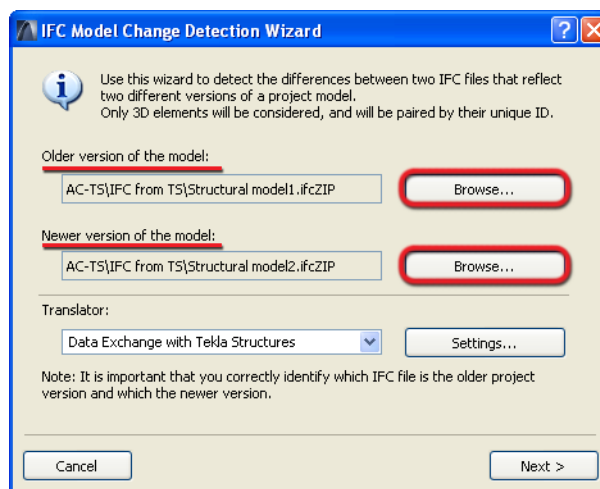 IFC Model Change Detection Wizard
Use this wizard to detect the differences between two IFC files that reflect
two different versions of a project model.
Only 3D elements will be considered, and will be paired by their unique ID.
Older version of the model:
AC-TS\IFC from TS\Structural model1.ifcZIP
Browse...
Newer version of the model:
AC-TS\IFC from TS\Structural model2.ifcZIP
Browse...
Translator:
Data Exchange with Tekla Structures
Settings...
Note: It is important that you correctly identify which IFC file is the older project
version and which the newer version.
Cancel
Next >